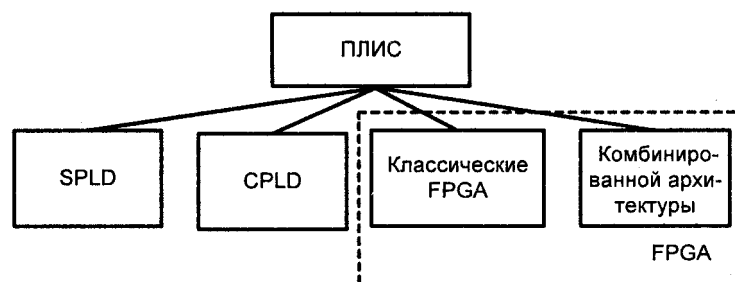 ПЛИС
SPLD
CPLD
Классические
FPGA
Комбиниро-
ванной архи-
тектуры
FPGA